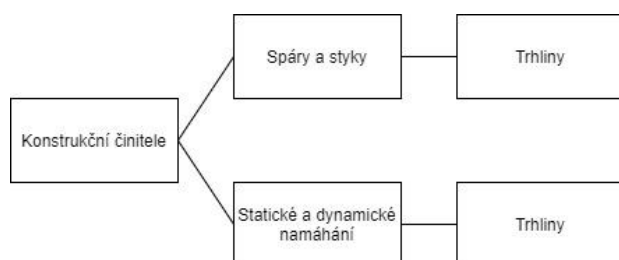 Spáry a styky
Trhliny
Konstrukční činitele
Statické a dynamické
namáhání
Trhliny